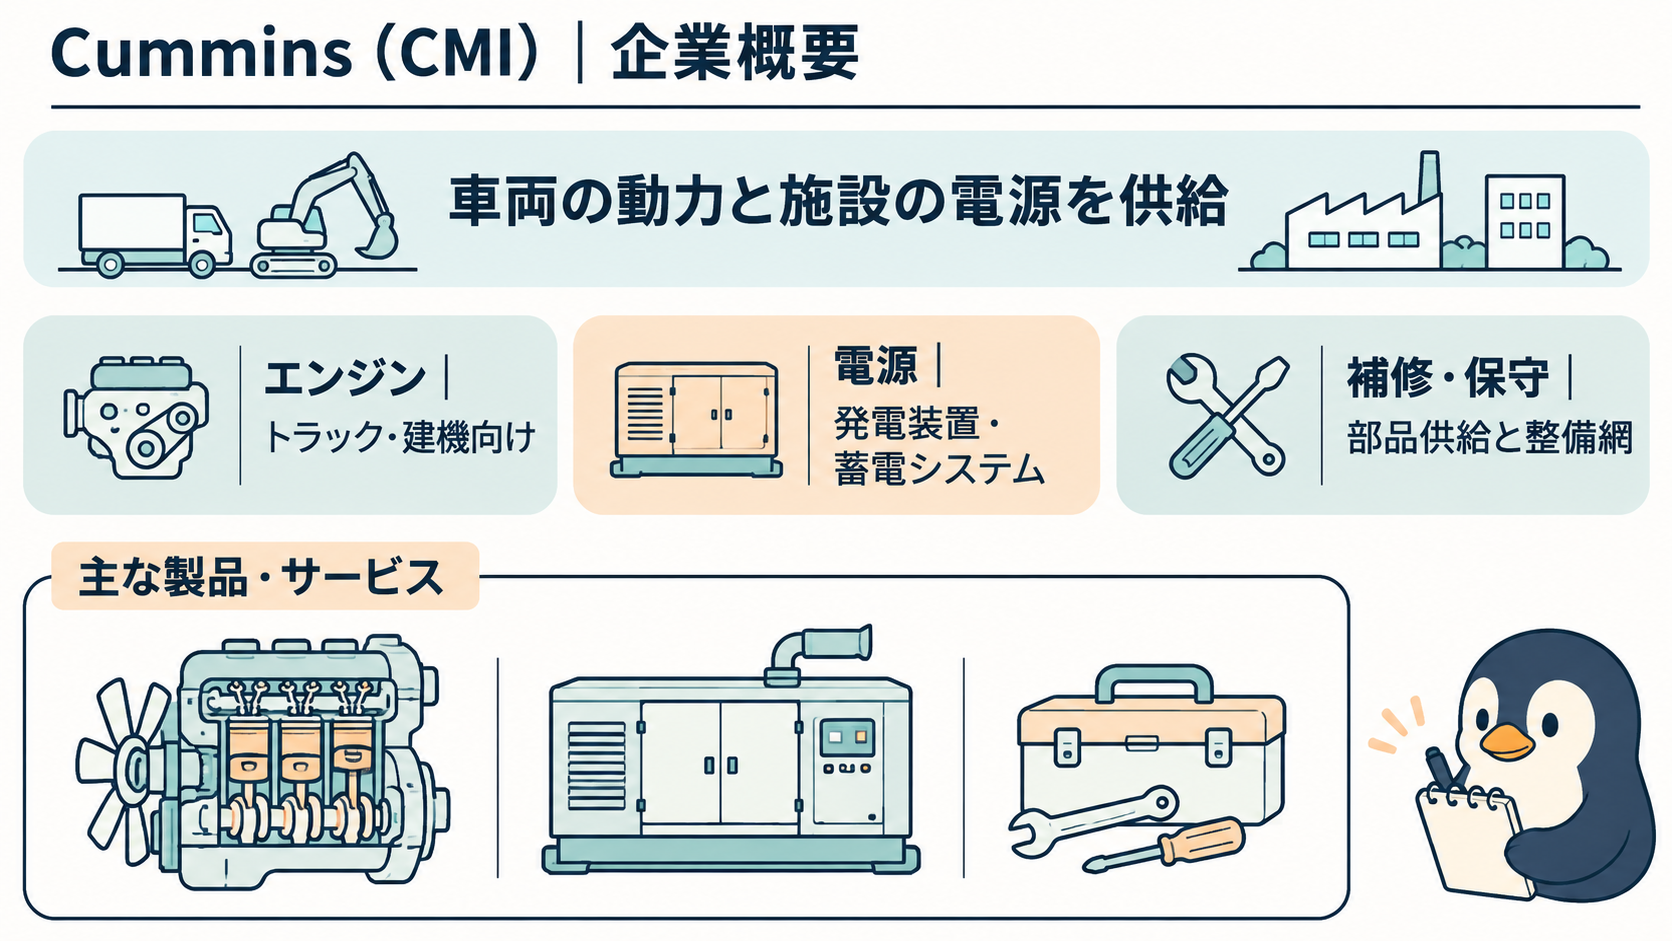 Cummins（CMI）｜企業概要
車両の動力と施設の電源を供給
エンジン｜
トラック・建機向け
電源｜
発電装置・
蓄電システム
補修・保守｜
部品供給と整備網
主な製品・サービス